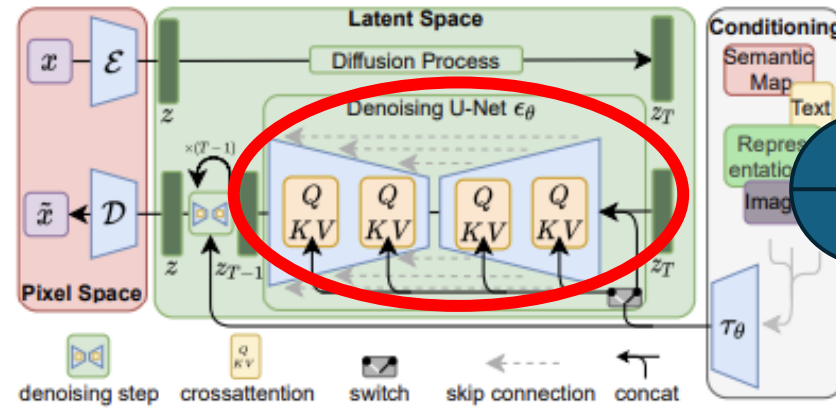 Latent Space
Conditioning
x
ℰ
Diffusion Process
Semantic
Map
z
Denoising U-Net ϵθ
zT
Text
×(T−1)
Repres
entation
Imag
Q
KV
Q
KV
Q
KV
Q
KV
x̃
𝒟
z
zT−1
zT
Pixel Space
τθ
Q
KV
denoising step
crossattention
switch
skip connection
concat